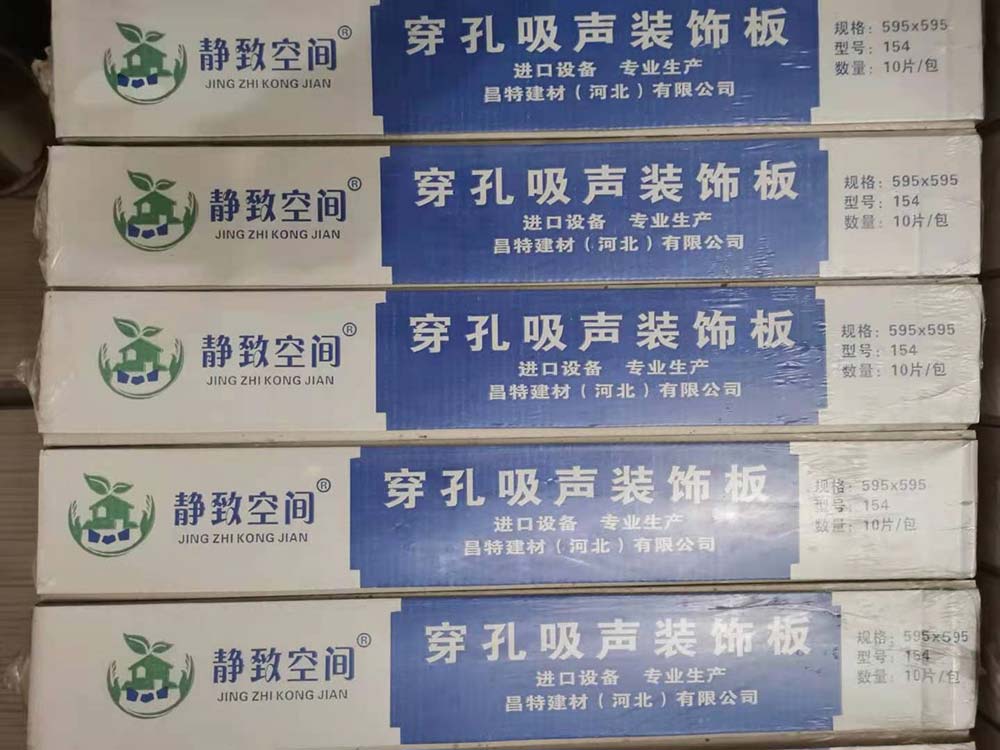 静致空间®
JING ZHI KONG JIAN
穿孔吸声装饰板
进口设备 专业生产
昌特建材(河北)有限公司
规格:595x595
型号:154
数量:10片/包
静致空间®
JING ZHI KONG JIAN
穿孔吸声装饰板
进口设备 专业生产
昌特建材(河北)有限公司
规格:595x595
型号:154
数量:10片/包
静致空间®
JING ZHI KONG JIAN
穿孔吸声装饰板
进口设备 专业生产
昌特建材(河北)有限公司
规格:595x595
型号:154
数量:10片/包
静致空间®
JING ZHI KONG JIAN
穿孔吸声装饰板
进口设备 专业生产
昌特建材(河北)有限公司
规格:595x595
型号:154
数量:10片/包
静致空间®
JING ZHI KONG JIAN
穿孔吸声装饰板
进口设备 专业生产
昌特建材(河北)有限公司
规格:595x595
型号:154
数量:10片/包